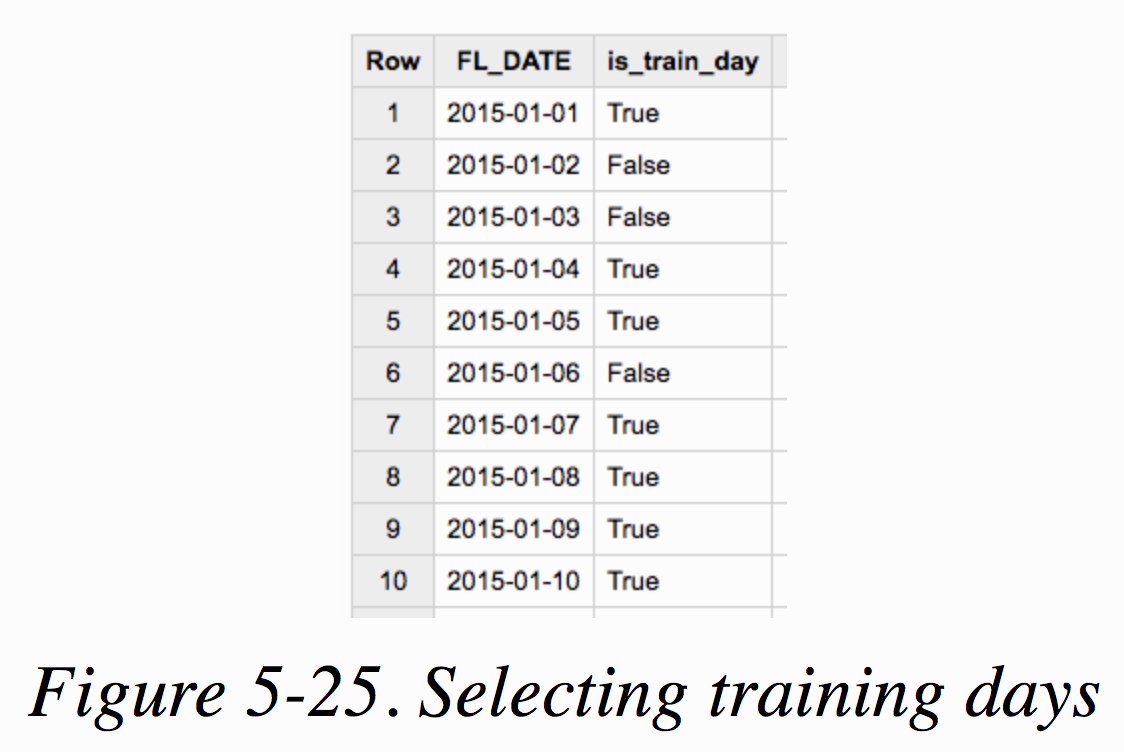 Row FL_DATE is_train_day
1 2015-01-01 True
2 2015-01-02 False
3 2015-01-03 False
4 2015-01-04 True
5 2015-01-05 True
6 2015-01-06 False
7 2015-01-07 True
8 2015-01-08 True
9 2015-01-09 True
10 2015-01-10 True
Figure 5-25. Selecting training days